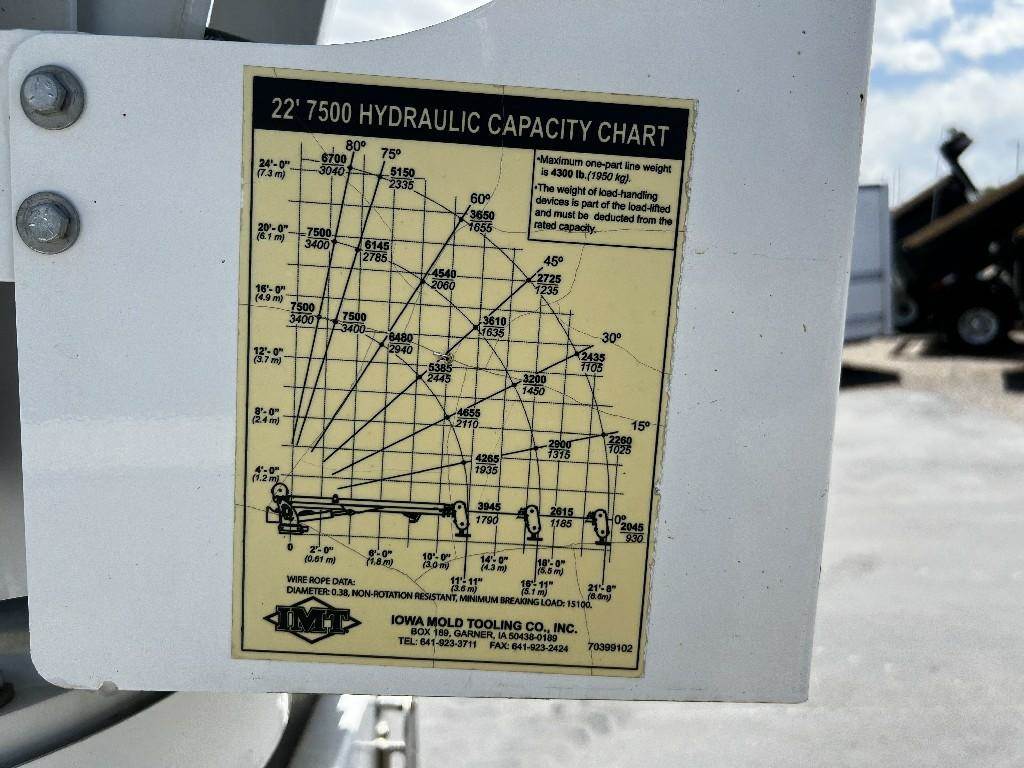 22' 7500 HYDRAULIC CAPACITY CHART
•Maximum one-part line weight
is 4300 lb.(1950 kg).
•The weight of load-handling
devices is part of the load-lifted
and must be deducted from the
rated capacity.
80º
75º
24'- 0"
(7.3 m)
6700
3040
5150
2335
60º
3650
1655
20'- 0"
(6.1 m)
7500
3400
6145
2785
45º
4540
2060
2725
1235
16'- 0"
(4.9 m)
7500
3400
7500
3400
3610
1635
30º
6480
2940
12'- 0"
(3.7 m)
5385
2445
2435
1105
3200
1450
8'- 0"
(2.4 m)
4655
2110
15º
2900
1315
2260
1025
4265
1935
4'- 0"
(1.2 m)
3945
1790
2615
1185
0º
2045
930
0
2'- 0"
(0.61 m)
6'- 0"
(1.8 m)
10'- 0"
(3.0 m)
14'- 0"
(4.3 m)
18'- 0"
(5.5 m)
11'- 11"
(3.6 m)
16'- 11"
(5.1 m)
21'- 8"
(6.6m)
WIRE ROPE DATA:
DIAMETER: 0.38, NON-ROTATION RESISTANT, MINIMUM BREAKING LOAD: 15100.
IMT
IOWA MOLD TOOLING CO., INC.
BOX 189, GARNER, IA 50438-0189
TEL: 641-923-3711 FAX: 641-923-2424
70399102